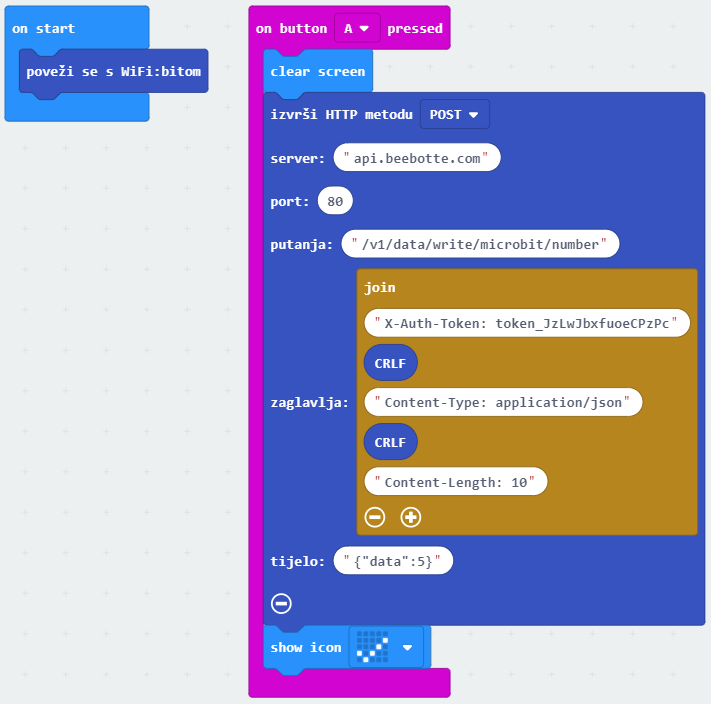 on start
poveži se s WiFi:bitom
on button A pressed
clear screen
izvrši HTTP metodu POST
server: "api.beebotte.com"
port: 80
putanja: "/v1/data/write/microbit/number"
join
"X-Auth-Token: token_JzLwJbxfuoeCPzPc"
CRLF
zaglavlja: "Content-Type: application/json"
CRLF
"Content-Length: 10"
tijelo: "{"data":5}"
show icon